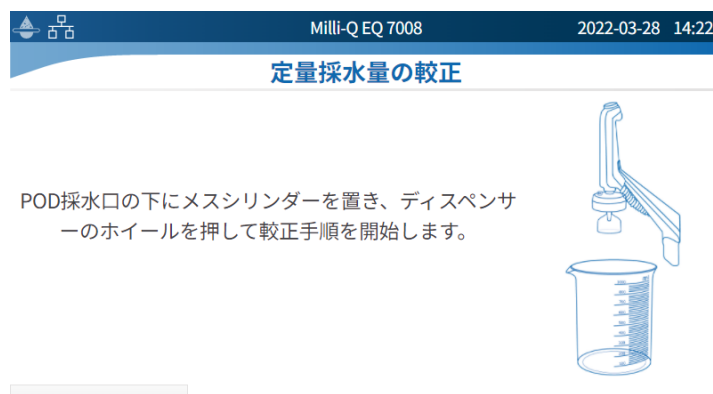 Milli-Q EQ 7008 2022-03-28 14:22
定量採水量の較正
POD採水口の下にメスシリンダーを置き、ディスペンサ
ーのホイールを押して較正手順を開始します。